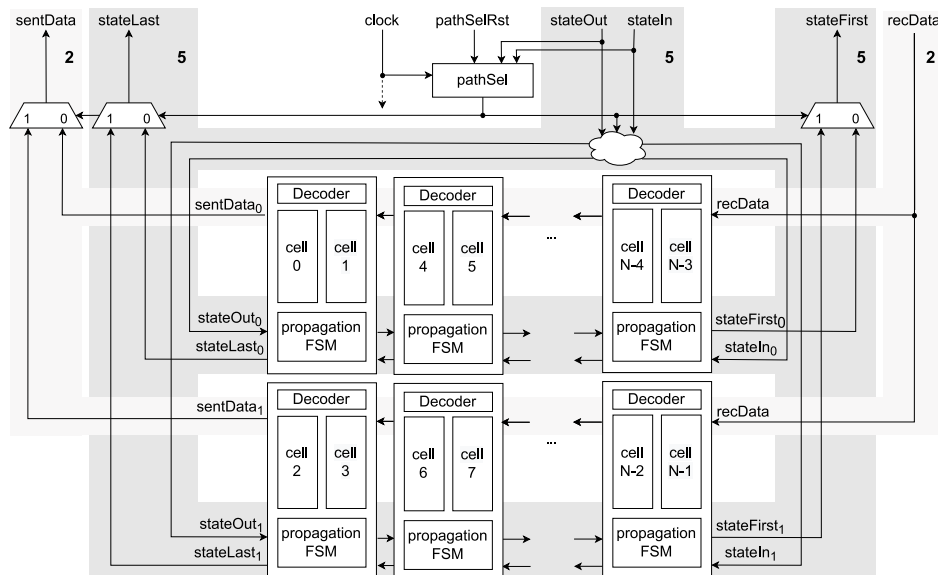 sentData stateLast clock pathSelRst stateOut stateIn stateFirst recData
2 5 5 5 2
pathSel
1 0 1 0 1 0
Decoder Decoder Decoder
sentData0 recData
cell 0 cell 1 cell 4 cell 5 ... cell N-4 cell N-3
stateOut0 propagation FSM propagation FSM propagation FSM stateFirst0
stateLast0 stateIn0
Decoder Decoder Decoder
sentData1 recData
cell 2 cell 3 cell 6 cell 7 ... cell N-2 cell N-1
stateOut1 propagation FSM propagation FSM propagation FSM stateFirst1
stateLast1 stateIn1